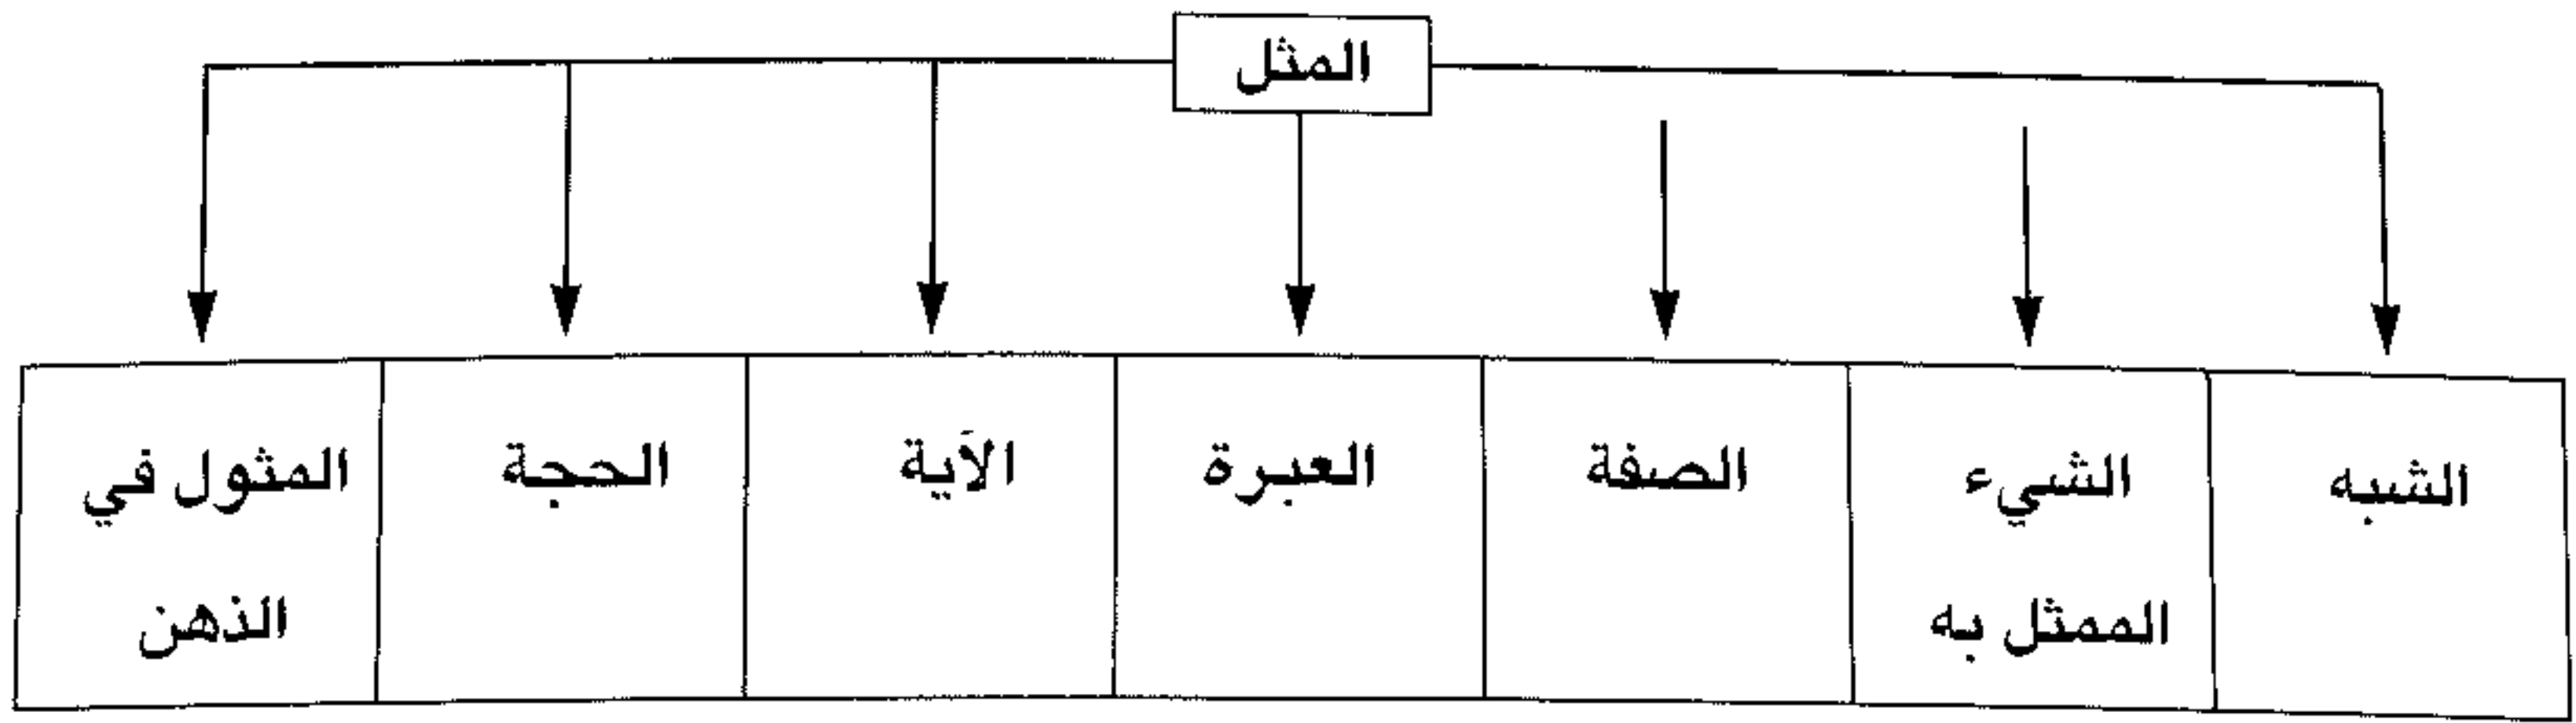 المثل
الشبه
الشيء
الممثل به
الصفة
العبرة
الآية
الحجة
المثول في
الذهن